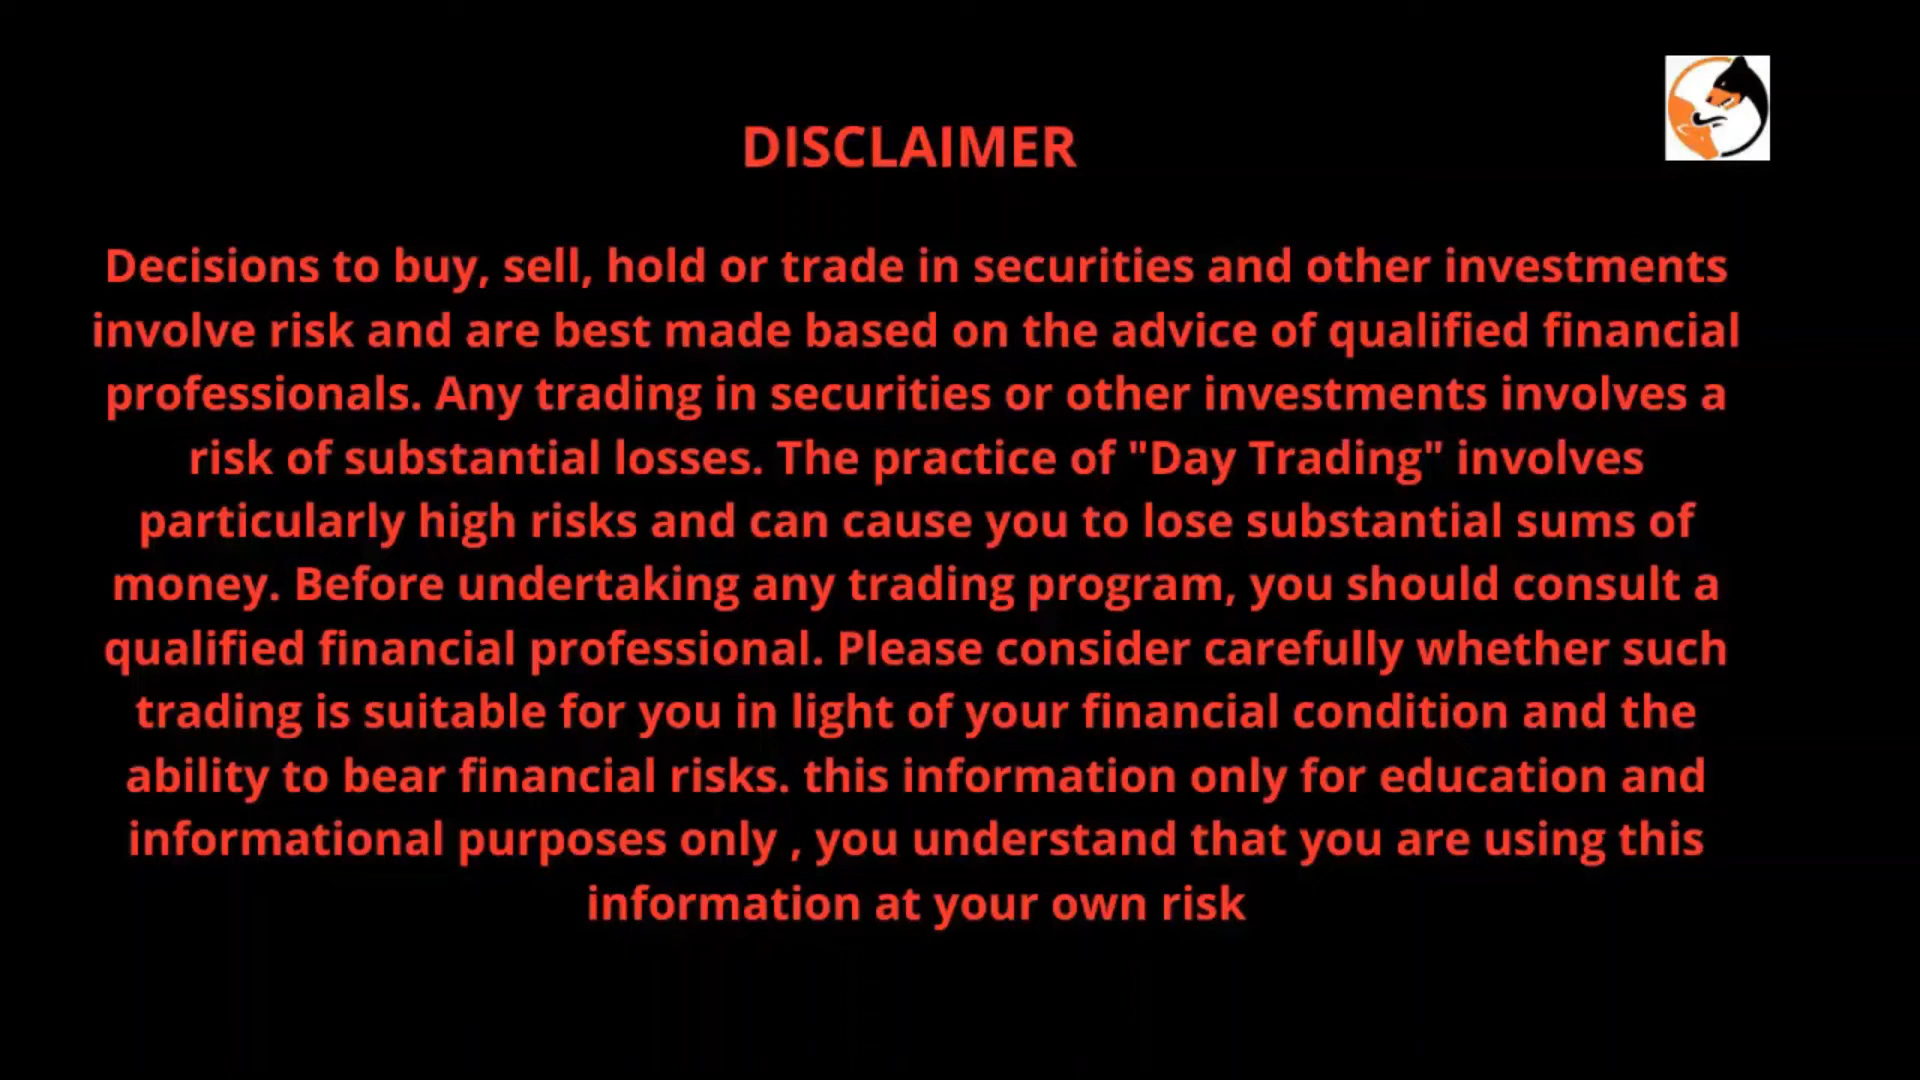 DISCLAIMER
Decisions to buy, sell, hold or trade in securities and other investments
involve risk and are best made based on the advice of qualified financial
professionals. Any trading in securities or other investments involves a
risk of substantial losses. The practice of "Day Trading" involves
particularly high risks and can cause you to lose substantial sums of
money. Before undertaking any trading program, you should consult a
qualified financial professional. Please consider carefully whether such
trading is suitable for you in light of your financial condition and the
ability to bear financial risks. this information only for education and
informational purposes only , you understand that you are using this
information at your own risk